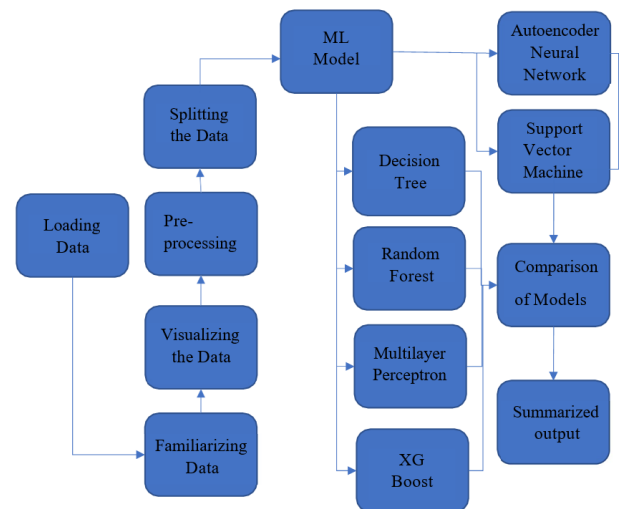 Loading
Data
Familiarizing
Data
Visualizing
the Data
Pre-
processing
Splitting
the Data
ML
Model
Decision
Tree
Random
Forest
Multilayer
Perceptron
XG
Boost
Autoencoder
Neural
Network
Support
Vector
Machine
Comparison
of Models
Summarized
output